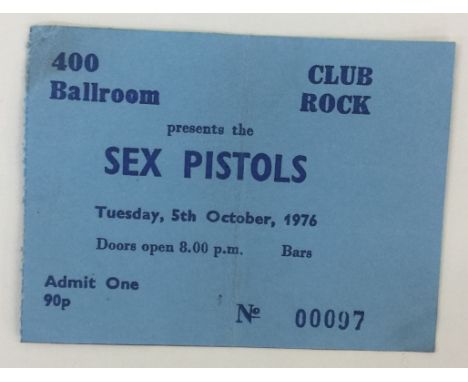 400 CLUB
Ballroom ROCK
presents the
SEX PISTOLS
Tuesday, 5th October, 1976
Doors open 8.00 p.m. Bars
Admit One
90p
Nº 00097